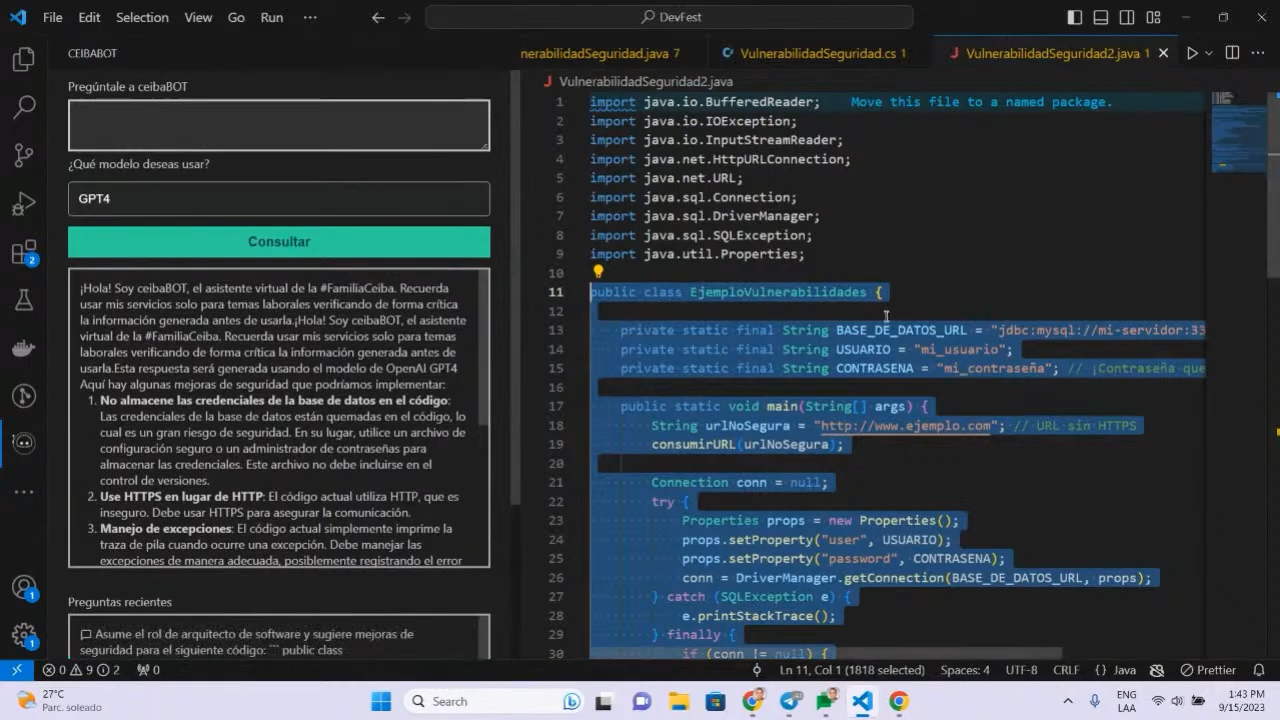 File Edit Selection View Go Run ··· DevFest
CEIBABOT
Pregúntale a ceibaBOT
¿Qué modelo deseas usar?
GPT4
Consultar
¡Hola! Soy ceibaBOT, el asistente virtual de la #FamiliaCeiba. Recuerda
usar mis servicios solo para temas laborales verificando de forma crítica
la información generada antes de usarla.¡Hola! Soy ceibaBOT, el asistente
virtual de la #FamiliaCeiba. Recuerda usar mis servicios solo para temas
laborales verificando de forma crítica la información generada antes de
usarla.Esta respuesta será generada usando el modelo de OpenAI GPT4
Aquí hay algunas mejoras de seguridad que podríamos implementar:
1. No almacene las credenciales de la base de datos en el código:
Las credenciales de la base de datos están quemadas en el código, lo
cual es un gran riesgo de seguridad. En su lugar, utilice un archivo de
configuración seguro o un administrador de contraseñas para
almacenar las credenciales. Este archivo no debe incluirse en el
control de versiones.
2. Use HTTPS en lugar de HTTP: El código actual utiliza HTTP, que es
inseguro. Debe usar HTTPS para asegurar la comunicación.
3. Manejo de excepciones: El código actual simplemente imprime la
traza de pila cuando ocurre una excepción. Debe manejar las
excepciones de manera adecuada, posiblemente registrando el error
Preguntas recientes
Asume el rol de arquitecto de software y sugiere mejoras de
seguridad para el siguiente código: ``` public class
nerabilidadSeguridad.java 7 VulnerabilidadSeguridad.cs 1 VulnerabilidadSeguridad2.java 1
VulnerabilidadSeguridad2.java
1 import java.io.BufferedReader; Move this file to a named package.
2 import java.io.IOException;
3 import java.io.InputStreamReader;
4 import java.net.HttpURLConnection;
5 import java.net.URL;
6 import java.sql.Connection;
7 import java.sql.DriverManager;
8 import java.sql.SQLException;
9 import java.util.Properties;
10
11 public class EjemploVulnerabilidades {
12
13 private static final String BASE_DE_DATOS_URL = "jdbc:mysql://mi-servidor:33
14 private static final String USUARIO = "mi_usuario";
15 private static final String CONTRASENA = "mi_contraseña"; // ¡Contraseña que
16
17 public static void main(String[] args) {
18 String urlNoSegura = "http://www.ejemplo.com"; // URL sin HTTPS
19 consumirURL(urlNoSegura);
20
21 Connection conn = null;
22 try {
23 Properties props = new Properties();
24 props.setProperty("user", USUARIO);
25 props.setProperty("password", CONTRASENA);
26 conn = DriverManager.getConnection(BASE_DE_DATOS_URL, props);
27 } catch (SQLException e) {
28 e.printStackTrace();
29 } finally {
30 if (conn != null) {
0 9 2 0 Ln 11, Col 1 (1818 selected) Spaces: 4 UTF-8 CRLF {} Java Prettier
27°C
Parc. soleado
Search
ENG
LAA
1:43 PM
9/15/2023